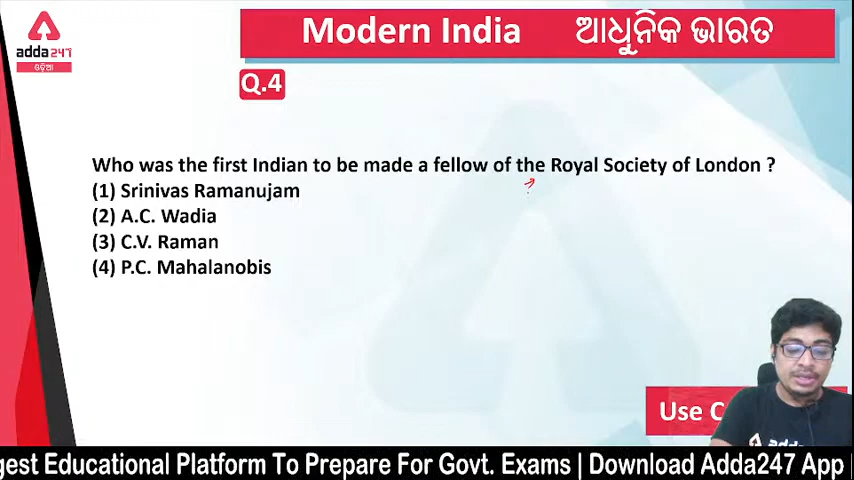 Modern India ଆଧୁନିକ ଭାରତ
adda247
ଓଡ଼ିଆ
Q.4
Who was the first Indian to be made a fellow of the Royal Society of London ?
(1) Srinivas Ramanujam
(2) A.C. Wadia
(3) C.V. Raman
(4) P.C. Mahalanobis
Use C
adda
gest Educational Platform To Prepare For Govt. Exams | Download Adda247 App